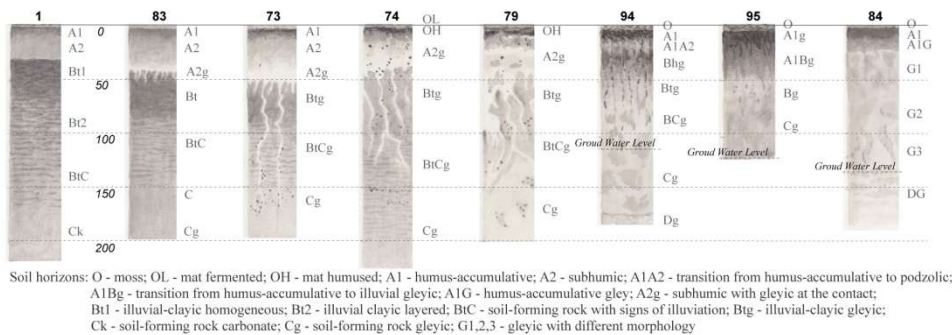 1 83 73 74 79 94 95 84
0 50 100 150 200
A1 A2 Bt1 Bt2 BtC Ck
A1 A2 A2g Bt BtC C Cg
A1 A2 A2g Btg BtCg Cg
OL OH A2g Btg BtCg Cg
OH A2g Btg BtCg Cg
O A1 A1A2 Bhg Btg BCg Groud Water Level Cg Dg
O A1g A1Bg Bg Cg Groud Water Level
O A1 A1G G1 G2 G3 Groud Water Level DG
Soil horizons: O - moss; OL - mat fermented; OH - mat humused; A1 - humus-accumulative; A2 - subhumic; A1A2 - transition from humus-accumulative to podzolic;
A1Bg - transition from humus-accumulative to illuvial gleyic; A1G - humus-accumulative gley; A2g - subhumic with gleyic at the contact;
Bt1 - illuvial-clayic homogeneous; Bt2 - illuvial clayic layered; BtC - soil-forming rock with signs of illuviation; Btg - illuvial-clayic gleyic;
Ck - soil-forming rock carbonate; Cg - soil-forming rock gleyic; G1,2,3 - gleyic with different morphology